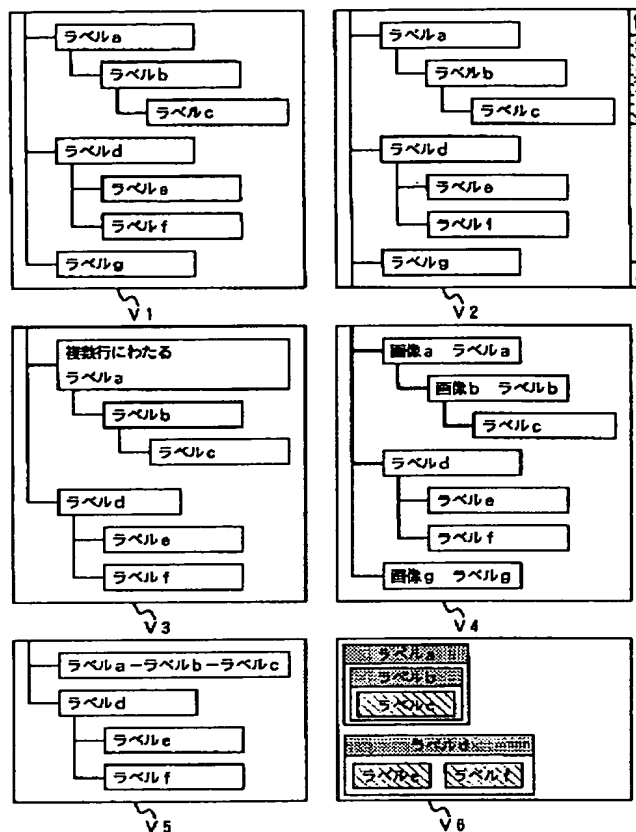 ラベルa
ラベルb
ラベルc
ラベルd
ラベルe
ラベルf
ラベルg
V1
ラベルa
ラベルb
ラベルc
ラベルd
ラベルe
ラベルf
ラベルg
V2
複数行にわたる
ラベルa
ラベルb
ラベルc
ラベルd
ラベルe
ラベルf
V3
画像a ラベルa
画像b ラベルb
ラベルc
ラベルd
ラベルe
ラベルf
画像g ラベルg
V4
ラベルa－ラベルb－ラベルc
ラベルd
ラベルe
ラベルf
V5
ラベルa
ラベルb
ラベルc
ラベルd
ラベルe ラベルf
V6